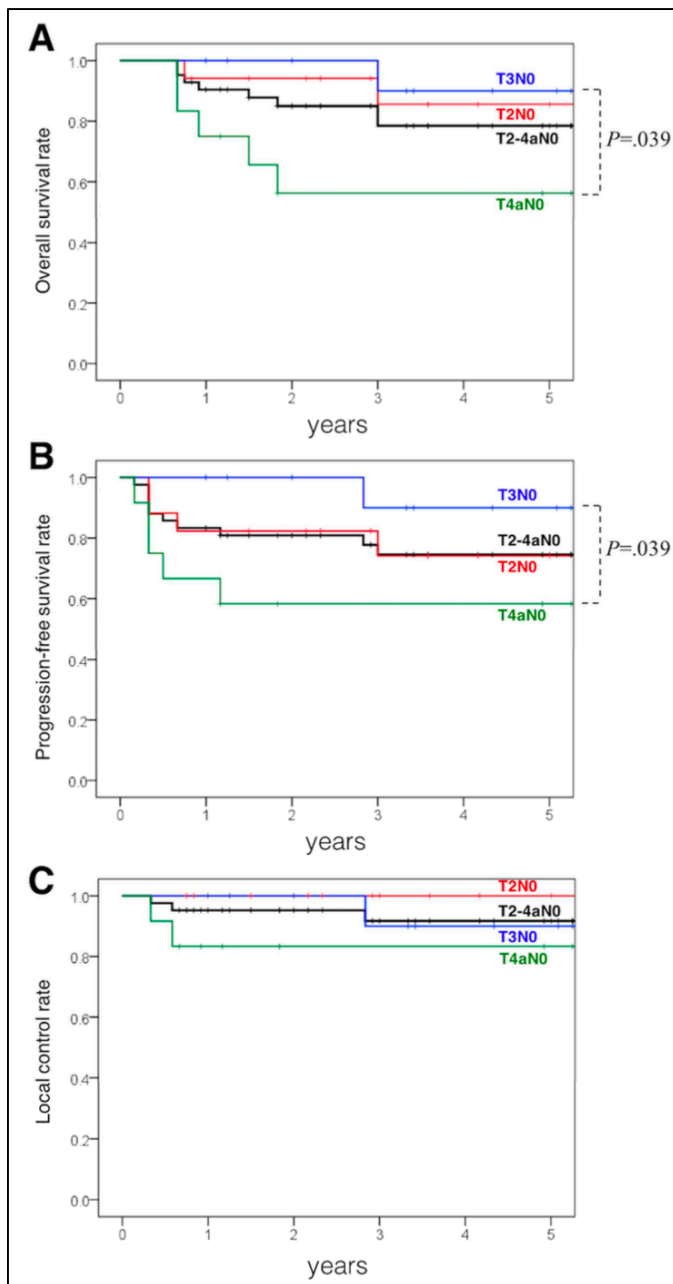 A
1.0
0.8
0.6
0.4
0.2
0.0
Overall survival rate
T3N0
T2N0
T2-4aN0
T4aN0
P=.039
0 1 2 3 4 5
years
B
1.0
0.8
0.6
0.4
0.2
0.0
Progression-free survival rate
T3N0
T2-4aN0
T2N0
T4aN0
P=.039
0 1 2 3 4 5
years
C
1.0
0.8
0.6
0.4
0.2
0.0
Local control rate
T2N0
T2-4aN0
T3N0
T4aN0
0 1 2 3 4 5
years